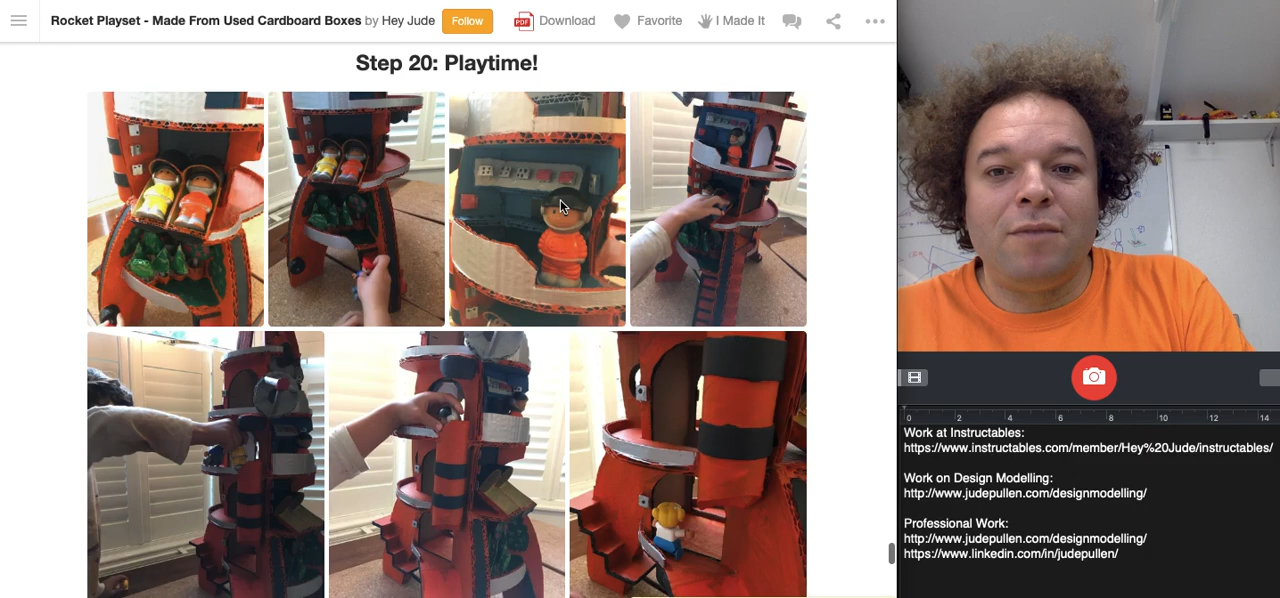 Rocket Playset - Made From Used Cardboard Boxes by Hey Jude Follow PDF Download Favorite I Made It
Step 20: Playtime!
0 2 4 6 8 10 12 14
Work at Instructables:
https://www.instructables.com/member/Hey%20Jude/instructables/
Work on Design Modelling:
http://www.judepullen.com/designmodelling/
Professional Work:
http://www.judepullen.com/designmodelling/
https://www.linkedin.com/in/judepullen/